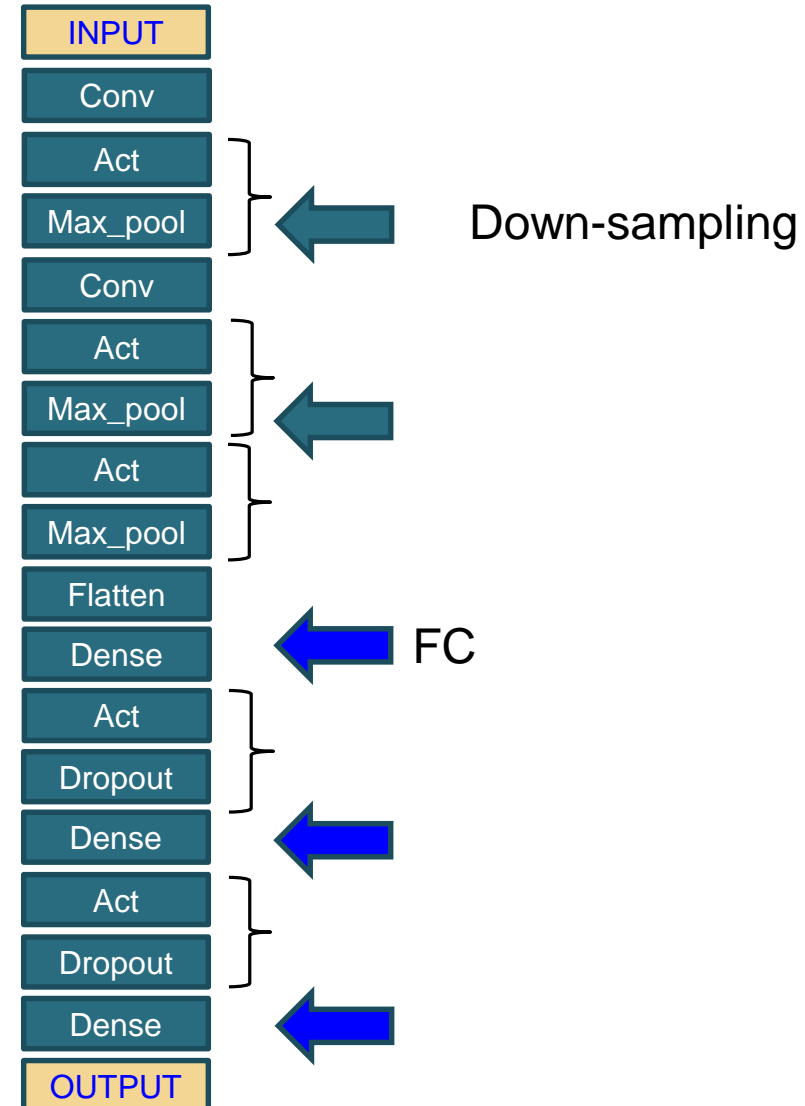 INPUT
Conv
Act
Max_pool
Down-sampling
Conv
Act
Max_pool
Act
Max_pool
Flatten
Dense
FC
Act
Dropout
Dense
Act
Dropout
Dense
OUTPUT